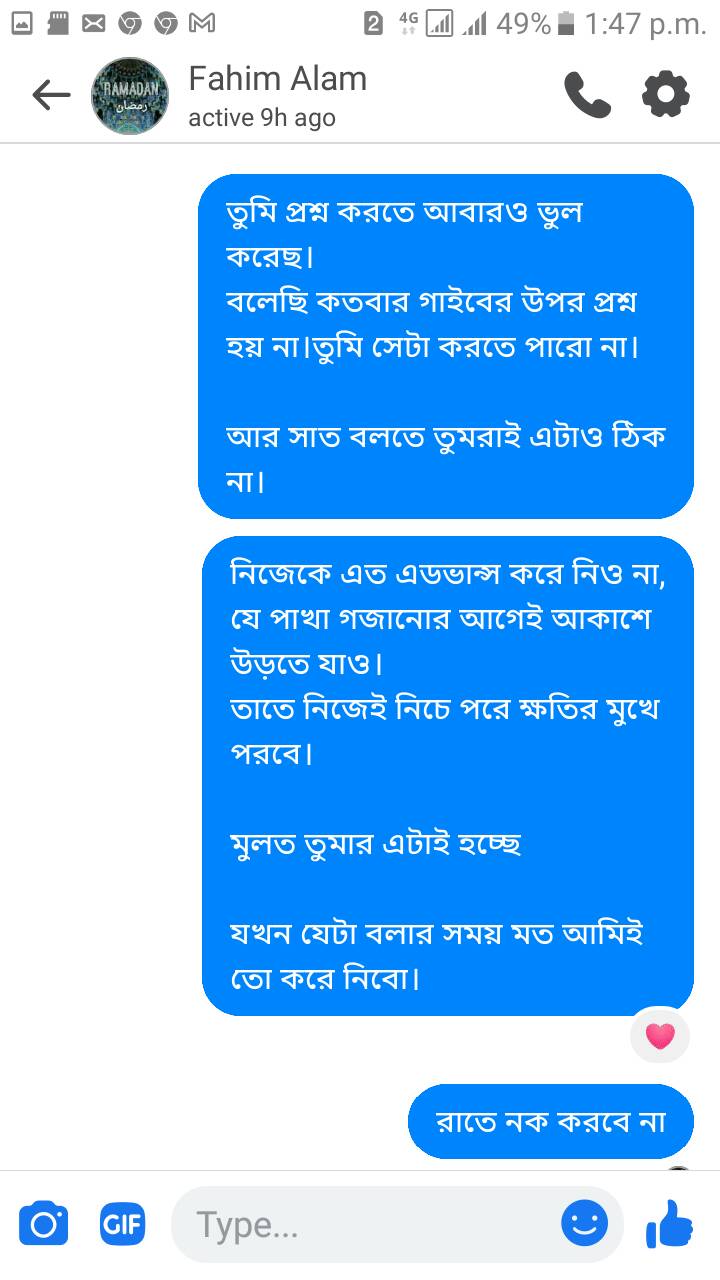 2 4G 49% 1:47 p.m.
RAMADAN
رمضان
Fahim Alam
active 9h ago
তুমি প্রশ্ন করতে আবারও ভুল
করেছ।
বলেছি কতবার গাইবের উপর প্রশ্ন
হয় না।তুমি সেটা করতে পারো না।
আর সাত বলতে তুমরাই এটাও ঠিক
না।
নিজেকে এত এডভান্স করে নিও না,
যে পাখা গজানোর আগেই আকাশে
উড়তে যাও।
তাতে নিজেই নিচে পরে ক্ষতির মুখে
পরবে।
মুলত তুমার এটাই হচ্ছে
যখন যেটা বলার সময় মত আমিই
তো করে নিবো।
রাতে নক করবে না
GIF
Type...